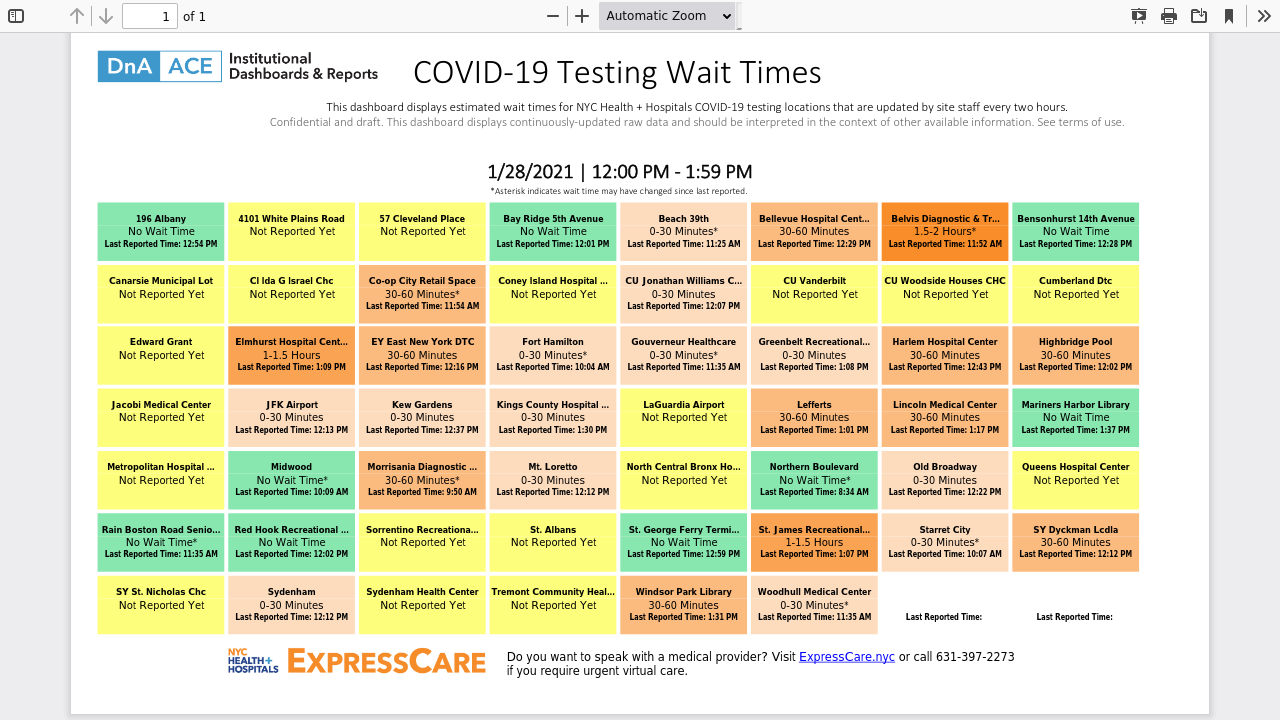 1 of 1 Automatic Zoom
DnA ACE Institutional
Dashboards & Reports
COVID-19 Testing Wait Times
This dashboard displays estimated wait times for NYC Health + Hospitals COVID-19 testing locations that are updated by site staff every two hours.
Confidential and draft. This dashboard displays continuously-updated raw data and should be interpreted in the context of other available information. See terms of use.
1/28/2021 | 12:00 PM - 1:59 PM
*Asterisk indicates wait time may have changed since last reported.
196 Albany
No Wait Time
Last Reported Time: 12:54 PM
4101 White Plains Road
Not Reported Yet
57 Cleveland Place
Not Reported Yet
Bay Ridge 5th Avenue
No Wait Time
Last Reported Time: 12:01 PM
Beach 39th
0-30 Minutes*
Last Reported Time: 11:25 AM
Bellevue Hospital Cent...
30-60 Minutes
Last Reported Time: 12:29 PM
Belvis Diagnostic & Tr...
1.5-2 Hours*
Last Reported Time: 11:52 AM
Bensonhurst 14th Avenue
No Wait Time
Last Reported Time: 12:28 PM
Canarsie Municipal Lot
Not Reported Yet
Cl Ida G Israel Chc
Not Reported Yet
Co-op City Retail Space
30-60 Minutes*
Last Reported Time: 11:54 AM
Coney Island Hospital ...
Not Reported Yet
CU Jonathan Williams C...
0-30 Minutes
Last Reported Time: 12:07 PM
CU Vanderbilt
Not Reported Yet
CU Woodside Houses CHC
Not Reported Yet
Cumberland Dtc
Not Reported Yet
Edward Grant
Not Reported Yet
Elmhurst Hospital Cent...
1-1.5 Hours
Last Reported Time: 1:09 PM
EY East New York DTC
30-60 Minutes
Last Reported Time: 12:16 PM
Fort Hamilton
0-30 Minutes*
Last Reported Time: 10:04 AM
Gouverneur Healthcare
0-30 Minutes*
Last Reported Time: 11:35 AM
Greenbelt Recreational...
0-30 Minutes
Last Reported Time: 1:08 PM
Harlem Hospital Center
30-60 Minutes
Last Reported Time: 12:43 PM
Highbridge Pool
30-60 Minutes
Last Reported Time: 12:02 PM
Jacobi Medical Center
Not Reported Yet
JFK Airport
0-30 Minutes
Last Reported Time: 12:13 PM
Kew Gardens
0-30 Minutes
Last Reported Time: 12:37 PM
Kings County Hospital ...
0-30 Minutes
Last Reported Time: 1:30 PM
LaGuardia Airport
Not Reported Yet
Lefferts
30-60 Minutes
Last Reported Time: 1:01 PM
Lincoln Medical Center
30-60 Minutes
Last Reported Time: 1:17 PM
Mariners Harbor Library
No Wait Time
Last Reported Time: 1:37 PM
Metropolitan Hospital ...
Not Reported Yet
Midwood
No Wait Time*
Last Reported Time: 10:09 AM
Morrisania Diagnostic ...
30-60 Minutes*
Last Reported Time: 9:50 AM
Mt. Loretto
0-30 Minutes
Last Reported Time: 12:12 PM
North Central Bronx Ho...
Not Reported Yet
Northern Boulevard
No Wait Time*
Last Reported Time: 8:34 AM
Old Broadway
0-30 Minutes
Last Reported Time: 12:22 PM
Queens Hospital Center
Not Reported Yet
Rain Boston Road Senio...
No Wait Time*
Last Reported Time: 11:35 AM
Red Hook Recreational ...
No Wait Time
Last Reported Time: 12:02 PM
Sorrentino Recreationa...
Not Reported Yet
St. Albans
Not Reported Yet
St. George Ferry Termi...
No Wait Time
Last Reported Time: 12:59 PM
St. James Recreational...
1-1.5 Hours
Last Reported Time: 1:07 PM
Starret City
0-30 Minutes*
Last Reported Time: 10:07 AM
SY Dyckman Lcdla
30-60 Minutes
Last Reported Time: 12:12 PM
SY St. Nicholas Chc
Not Reported Yet
Sydenham
0-30 Minutes
Last Reported Time: 12:12 PM
Sydenham Health Center
Not Reported Yet
Tremont Community Heal...
Not Reported Yet
Windsor Park Library
30-60 Minutes
Last Reported Time: 1:31 PM
Woodhull Medical Center
0-30 Minutes*
Last Reported Time: 11:35 AM
Last Reported Time:
Last Reported Time:
NYC
HEALTH+
HOSPITALS
EXPRESSCARE
Do you want to speak with a medical provider? Visit ExpressCare.nyc or call 631-397-2273
if you require urgent virtual care.